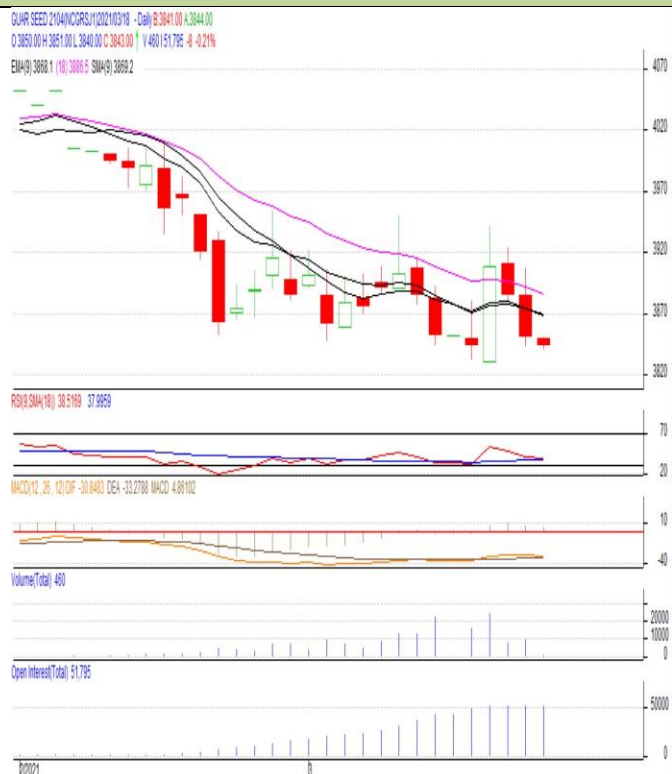 GUAR SEED 2104(NCGRSJ1)2021/03/18 - Daily B:3841.00 A:3844.00
O 3850.00 H 3851.00 L 3840.00 C 3843.00 ↑ V 460 I 51,795 -8 -0.21%
EMA(9) 3868.1 (18) 3886.5 SMA(9) 3869.2
4070
4020
3970
3920
3870
3820
RSI(9,SMA(18)) 38.5169 37.9959
70
20
MACD(12 , 26 , 12) DIF -30.8483 DEA -33.2788 MACD 4.86102
10
-40
Volume(Total) 460
20000
10000
0
Open Interest(Total) 51,795
50000
0
3